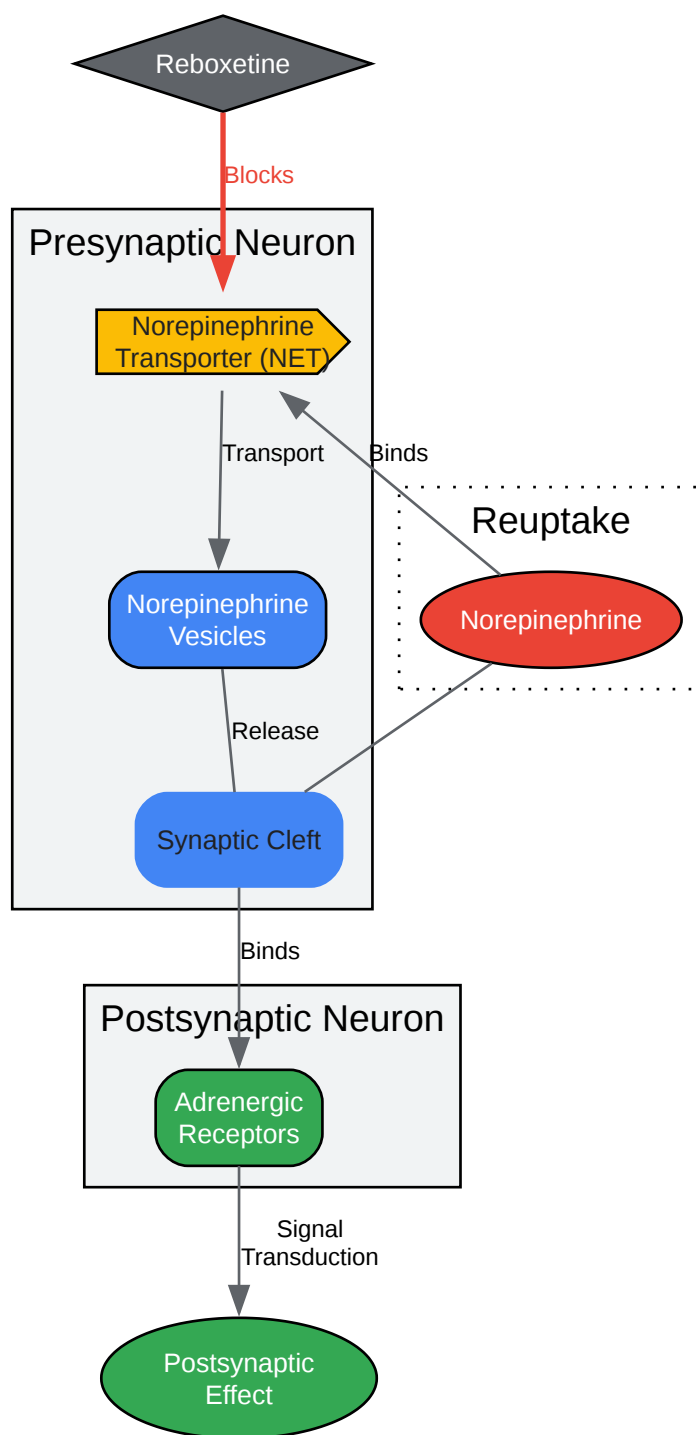 Reboxetine
Blocks
Presynaptic Neuron
Norepinephrine
Transporter (NET)
Transport
Binds
Reuptake
Norepinephrine
Vesicles
Norepinephrine
Release
Synaptic Cleft
Binds
Postsynaptic Neuron
Adrenergic
Receptors
Signal
Transduction
Postsynaptic
Effect